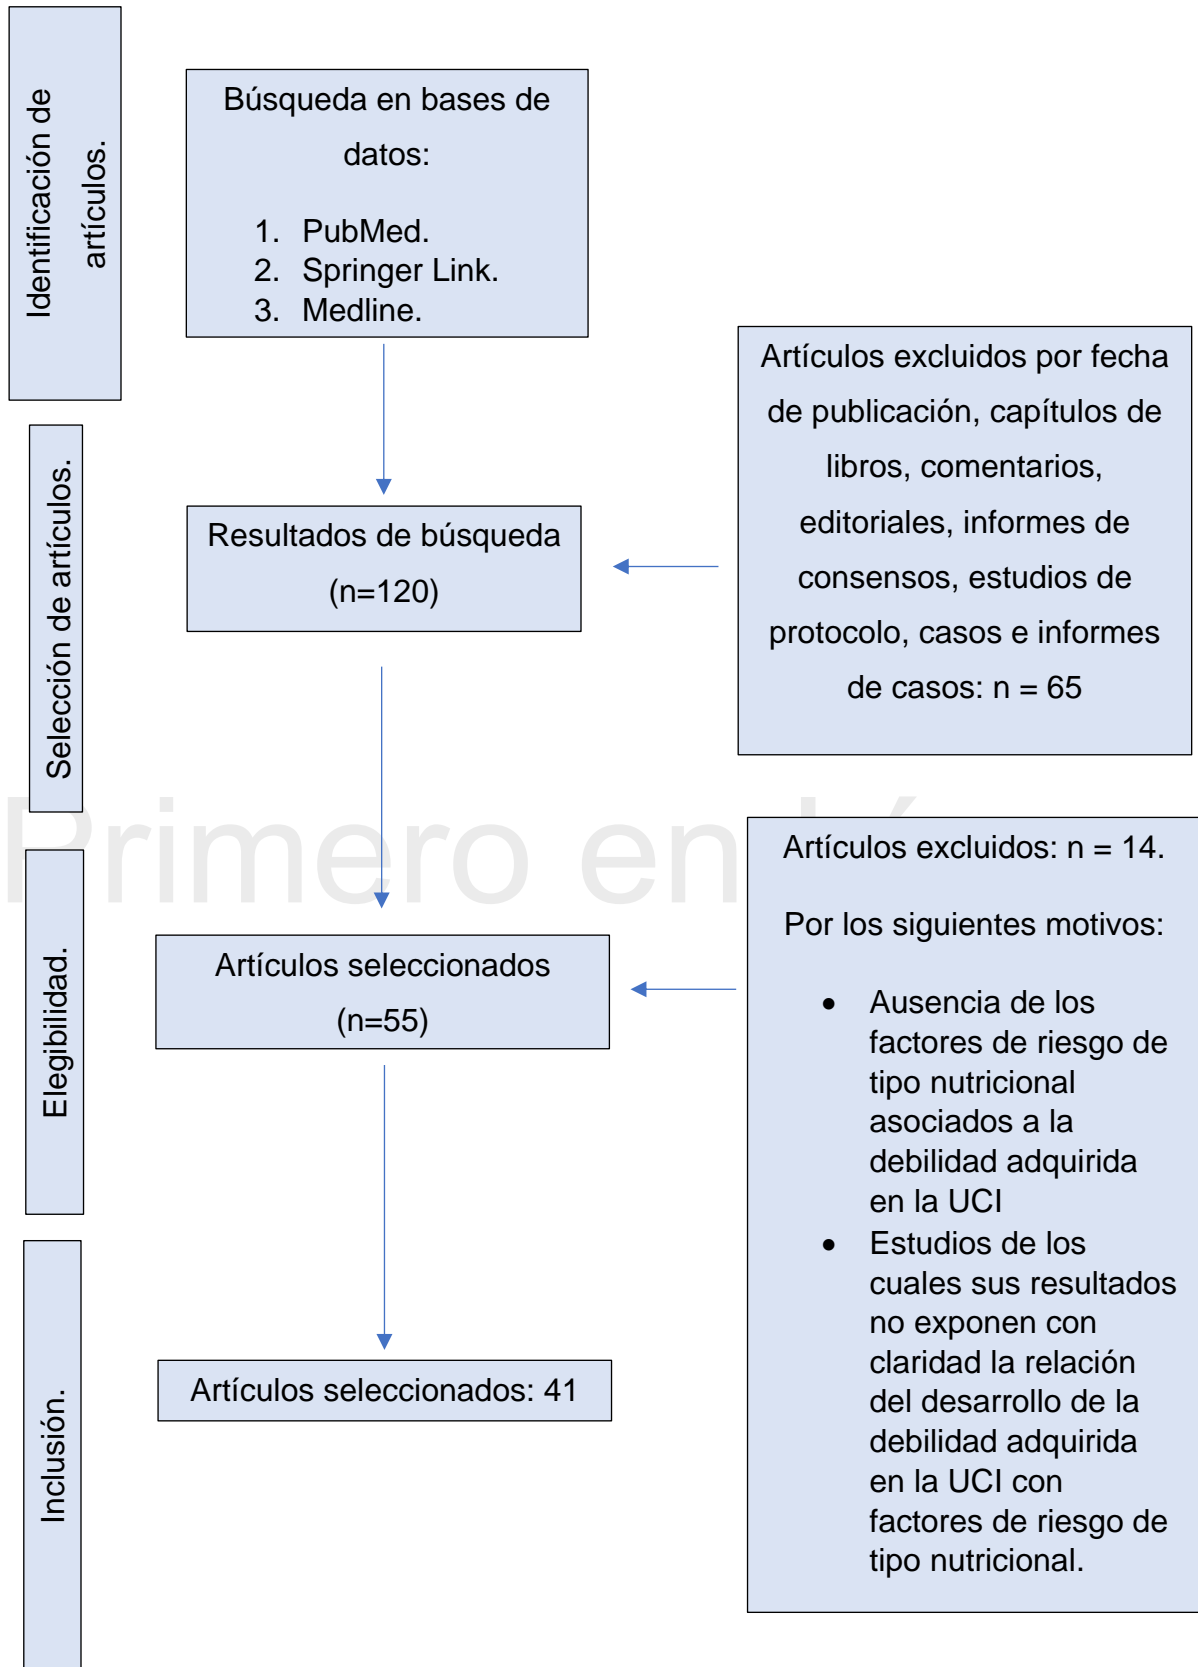 Identificación de
artículos.
Búsqueda en bases de
datos:
1. PubMed.
2. Springer Link.
3. Medline.
Artículos excluidos por fecha
de publicación, capítulos de
libros, comentarios,
editoriales, informes de
consensos, estudios de
protocolo, casos e informes
de casos: n = 65
Selección de artículos.
Resultados de búsqueda
(n=120)
Primero en
Elegibilidad.
Artículos seleccionados
(n=55)
Artículos excluidos: n = 14.
Por los siguientes motivos:
• Ausencia de los
factores de riesgo de
tipo nutricional
asociados a la
debilidad adquirida
en la UCI
• Estudios de los
cuales sus resultados
no exponen con
claridad la relación
del desarrollo de la
debilidad adquirida
en la UCI con
factores de riesgo de
tipo nutricional.
Inclusión.
Artículos seleccionados: 41